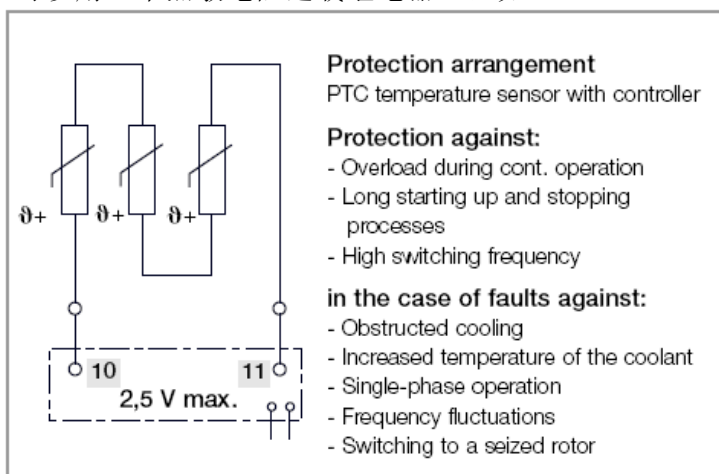 Protection arrangement
PTC temperature sensor with controller
Protection against:
- Overload during cont. operation
- Long starting up and stopping
processes
- High switching frequency
in the case of faults against:
- Obstructed cooling
- Increased temperature of the coolant
- Single-phase operation
- Frequency fluctuations
- Switching to a seized rotor
ϑ+ ϑ+ ϑ+
10 11
2,5 V max.